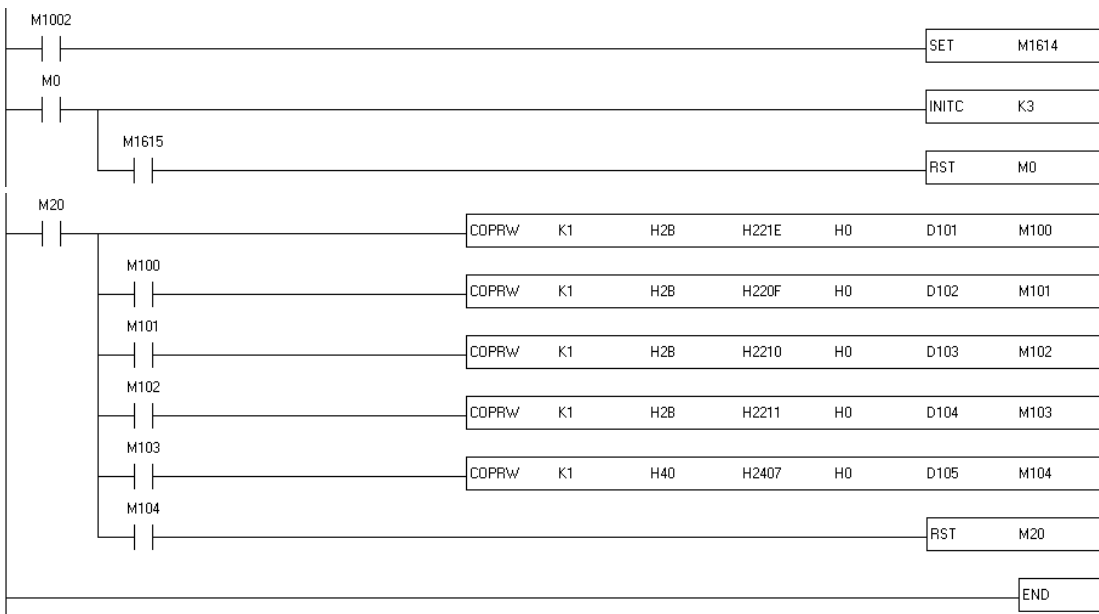 M1002
SET M1614
M0
INITC K3
M1615
RST M0
M20
COPRW K1 H2B H221E H0 D101 M100
M100
COPRW K1 H2B H220F H0 D102 M101
M101
COPRW K1 H2B H2210 H0 D103 M102
M102
COPRW K1 H2B H2211 H0 D104 M103
M103
COPRW K1 H40 H2407 H0 D105 M104
M104
RST M20
END